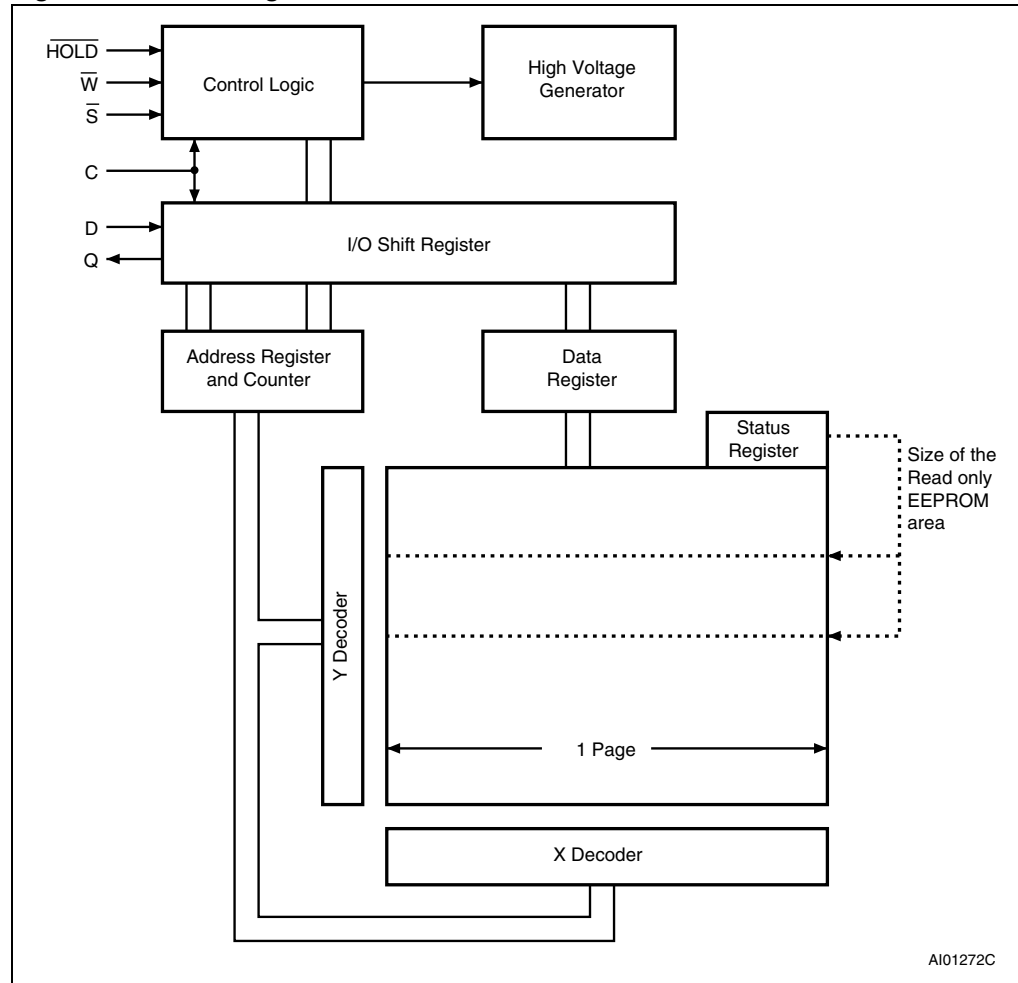 HOLD
W
S
C
D
Q
Control Logic
High Voltage
Generator
I/O Shift Register
Address Register
and Counter
Data
Register
Status
Register
Size of the
Read only
EEPROM
area
Y Decoder
1 Page
X Decoder
AI01272C